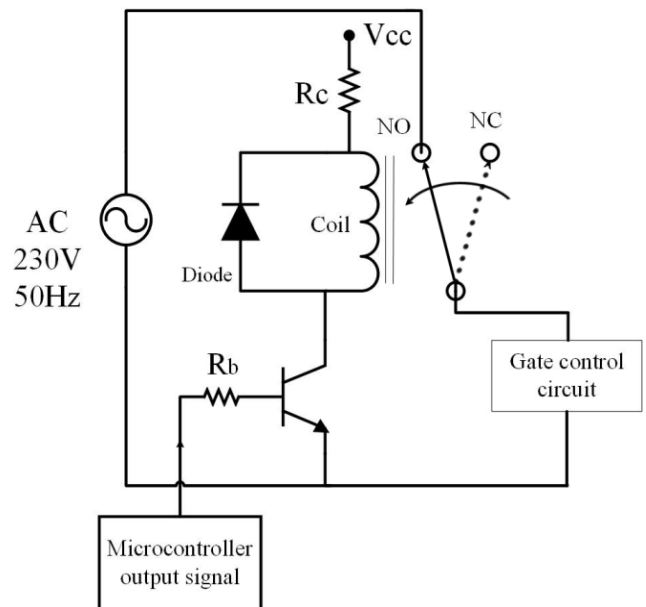 Vcc
Rc
NO
NC
AC
230V
50Hz
Coil
Diode
Rb
Gate control
circuit
Microcontroller
output signal